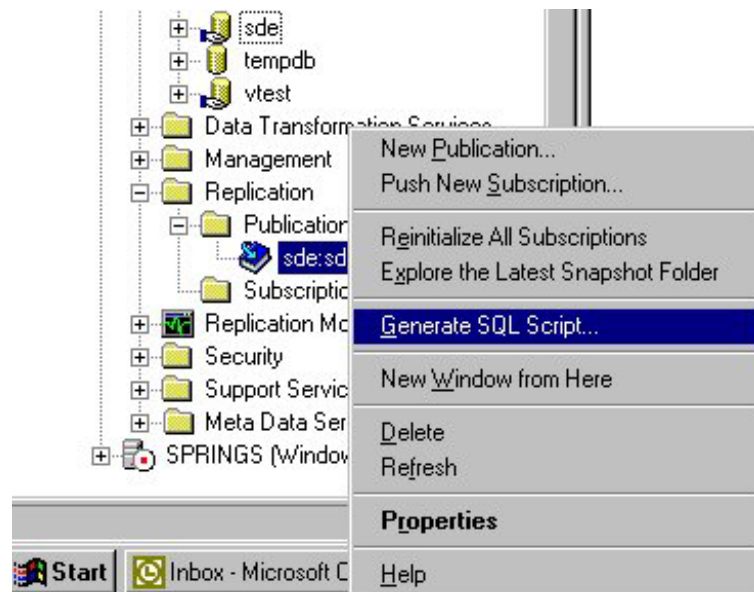 sde
tempdb
vtest
Data Transformation Services
Management
Replication
Publication
sde:sd
Subscriptic
Replication Mc
Security
Support Servic
Meta Data Ser
SPRINGS (Window
New Publication...
Push New Subscription...
Reinitialize All Subscriptions
Explore the Latest Snapshot Folder
Generate SQL Script...
New Window from Here
Delete
Refresh
Properties
Help
Start
Inbox - Microsoft O